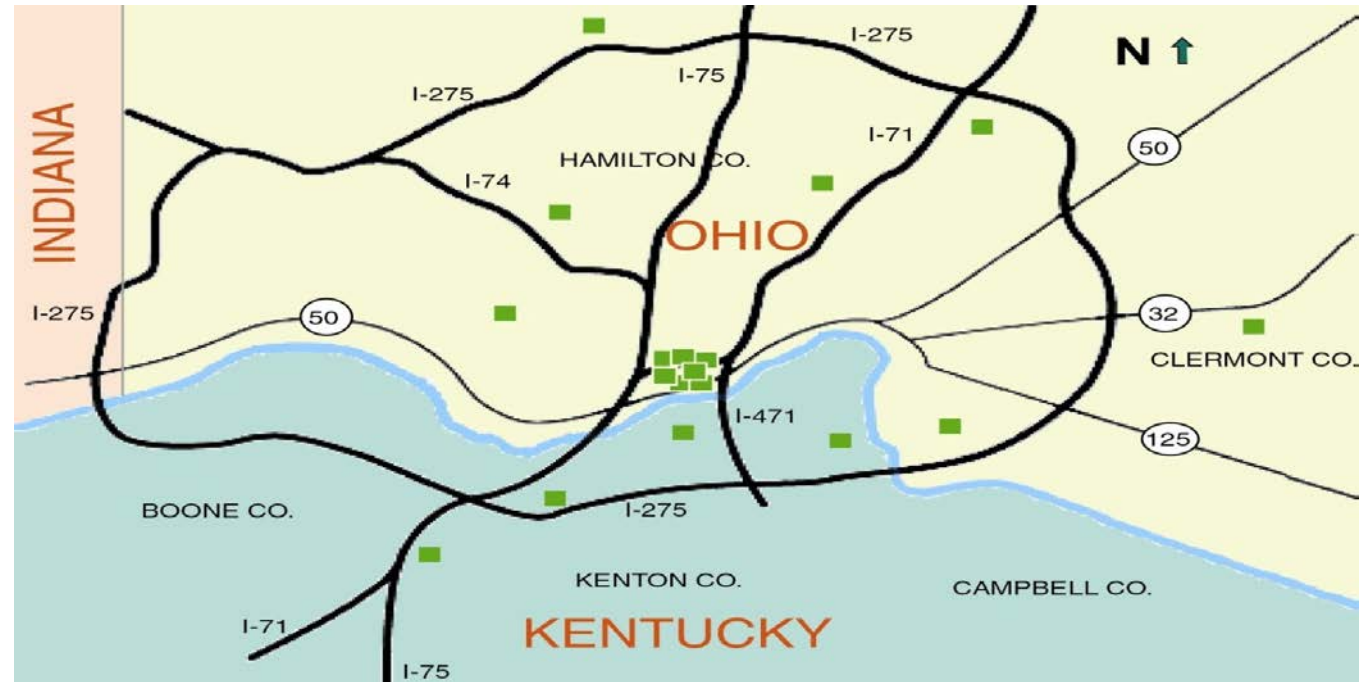 I-275
N
I-75
I-275
I-71
50
INDIANA
HAMILTON CO.
I-74
OHIO
I-275
50
32
CLERMONT CO.
I-471
125
BOONE CO.
I-275
KENTON CO.
CAMPBELL CO.
I-71
KENTUCKY
I-75